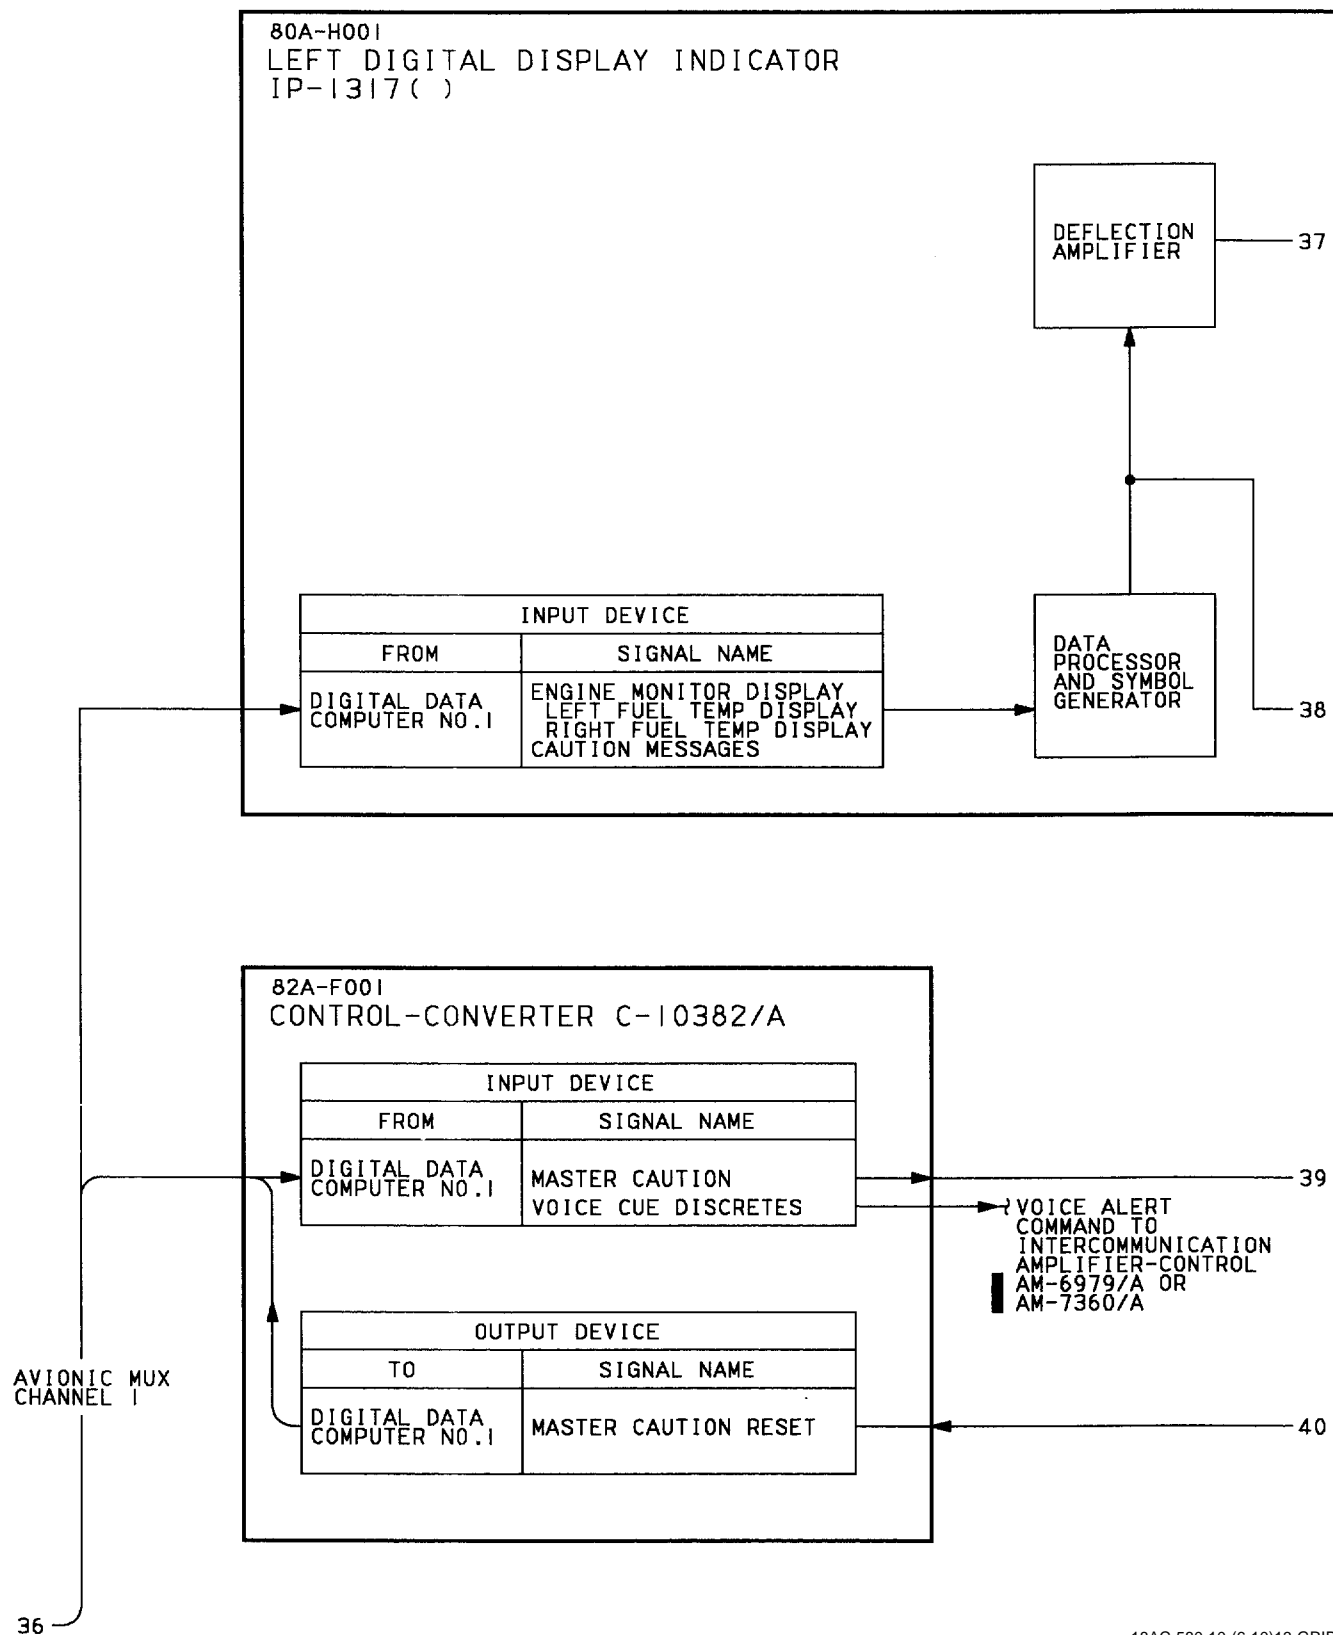 80A-H001
LEFT DIGITAL DISPLAY INDICATOR
IP-1317( )
DEFLECTION
AMPLIFIER
37
INPUT DEVICE
FROM
SIGNAL NAME
DIGITAL DATA
COMPUTER NO.1
ENGINE MONITOR DISPLAY
LEFT FUEL TEMP DISPLAY
RIGHT FUEL TEMP DISPLAY
CAUTION MESSAGES
DATA
PROCESSOR
AND SYMBOL
GENERATOR
38
82A-F001
CONTROL-CONVERTER C-10382/A
INPUT DEVICE
FROM
SIGNAL NAME
DIGITAL DATA
COMPUTER NO.1
MASTER CAUTION
VOICE CUE DISCRETES
39
VOICE ALERT
COMMAND TO
INTERCOMMUNICATION
AMPLIFIER-CONTROL
AM-6979/A OR
AM-7360/A
OUTPUT DEVICE
TO
SIGNAL NAME
DIGITAL DATA
COMPUTER NO.1
MASTER CAUTION RESET
40
AVIONIC MUX
CHANNEL 1
36